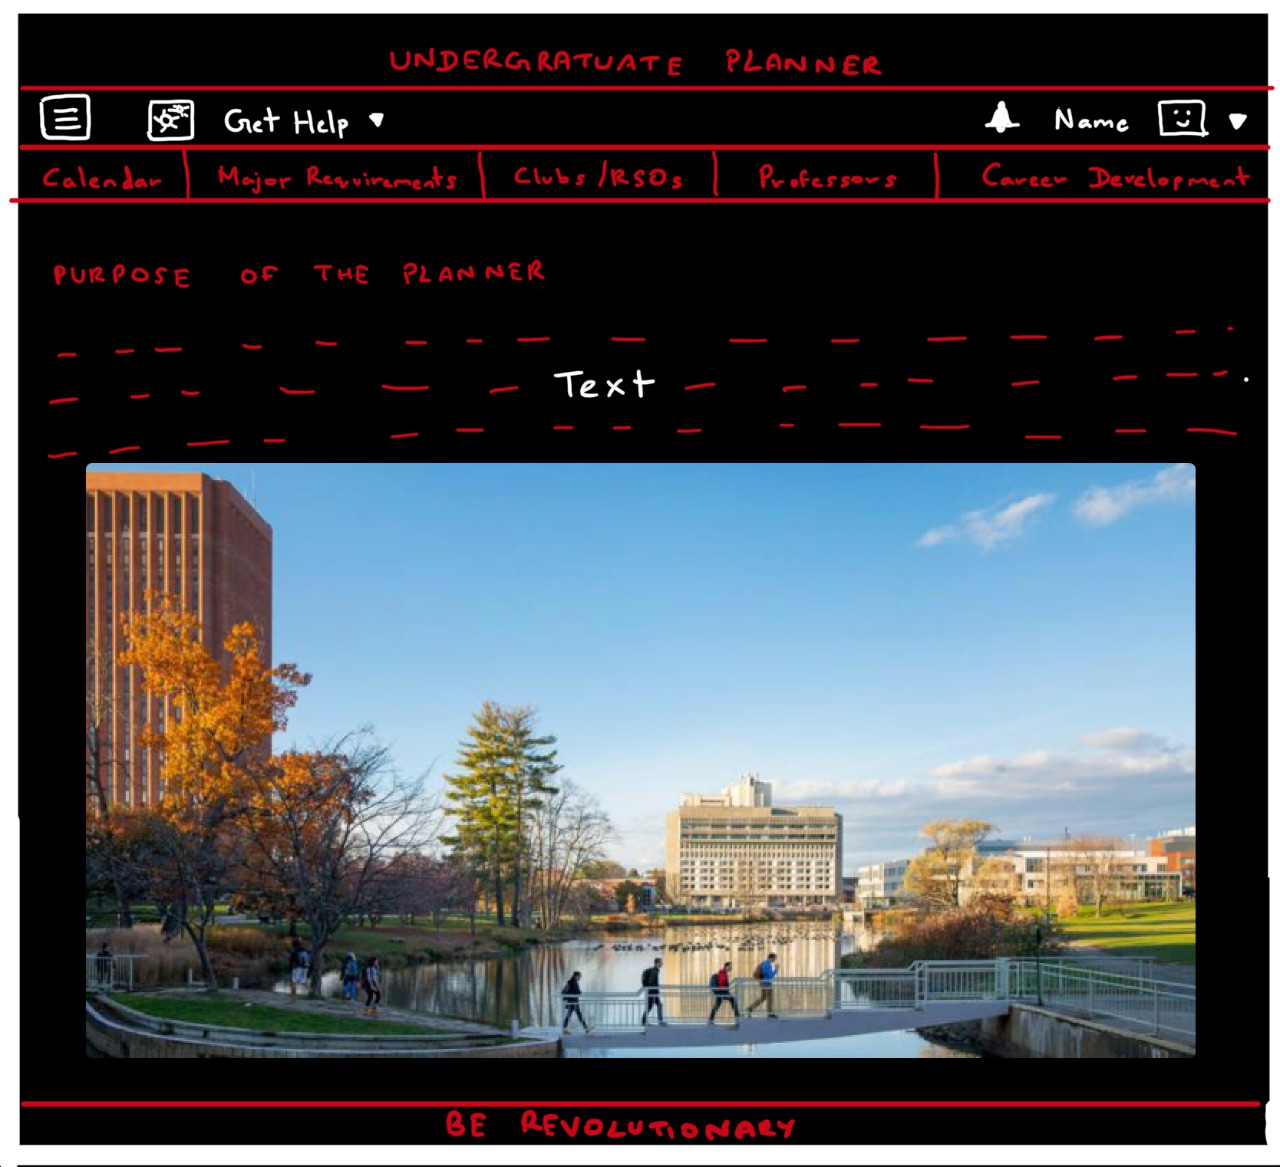 UNDERGRATUATE PLANNER
Get Help Name
Calendar Major Requirements Clubs/RSOs Professors Career Development
PURPOSE OF THE PLANNER
Text
BE REVOLUTIONARY